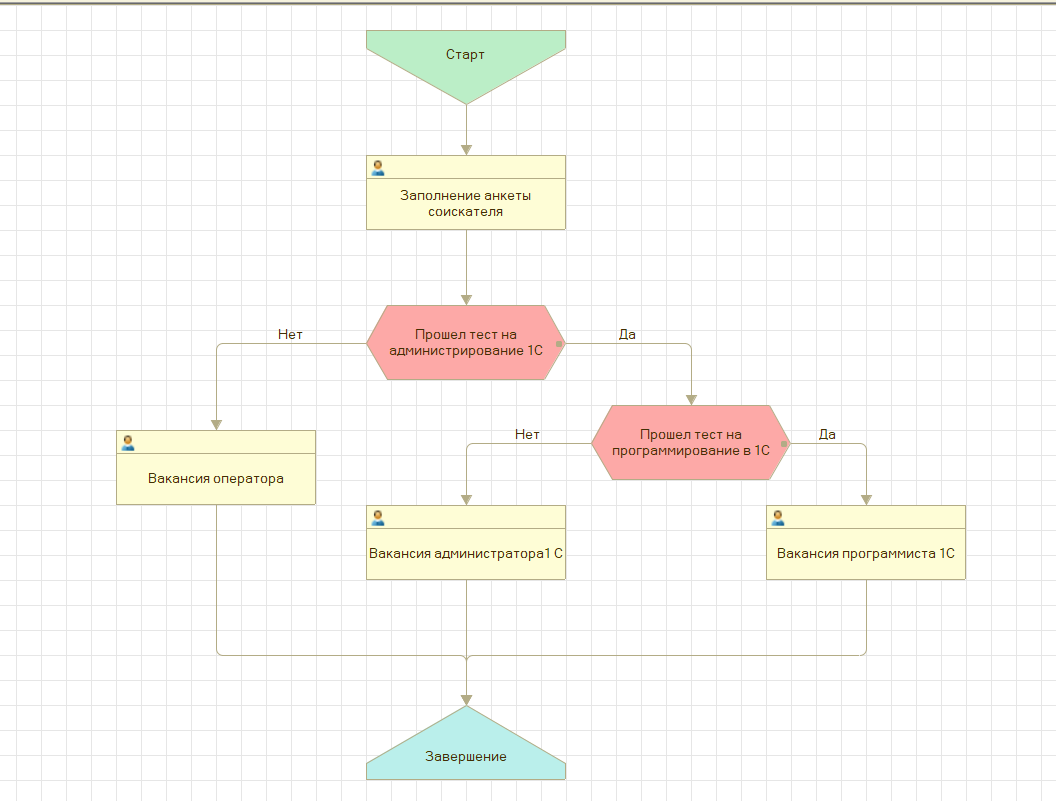 Старт
Заполнение анкеты
соискателя
Прошел тест на
администрирование 1С
Нет
Да
Прошел тест на
программирование в 1С
Нет
Да
Вакансия оператора
Вакансия администратора1 С
Вакансия программиста 1С
Завершение